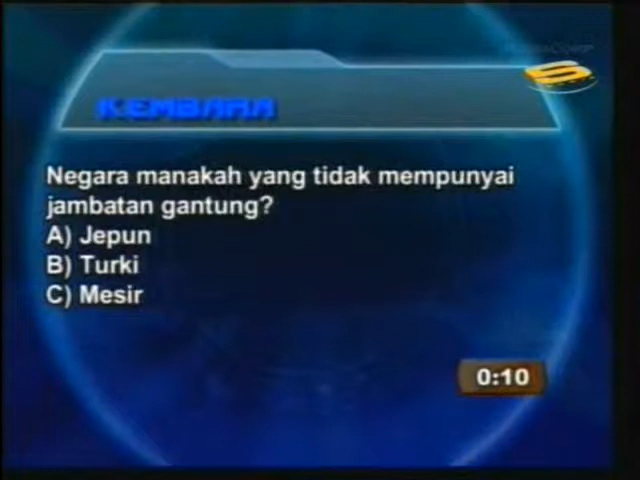 KEMBARA
Negara manakah yang tidak mempunyai
jambatan gantung?
A) Jepun
B) Turki
C) Mesir
0:10